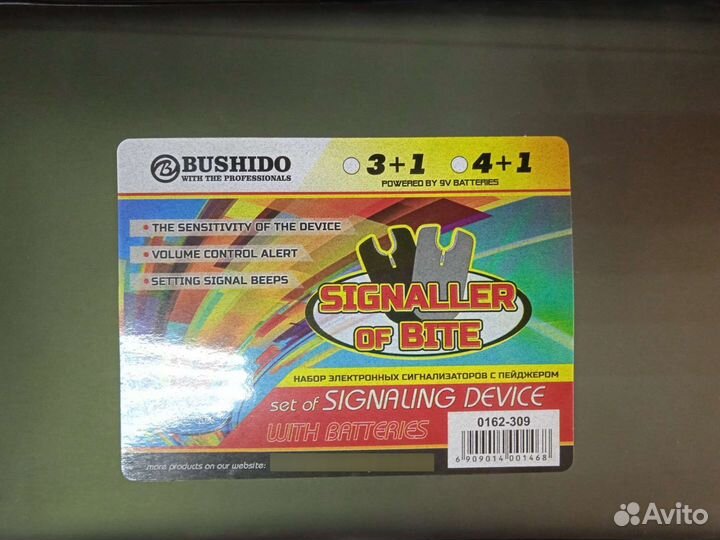 BUSHIDO
WITH THE PROFESSIONALS
3+1 4+1
POWERED BY 9V BATTERIES
• THE SENSITIVITY OF THE DEVICE
• VOLUME CONTROL ALERT
• SETTING SIGNAL BEEPS
SIGNALLER
OF BITE
НАБОР ЭЛЕКТРОННЫХ СИГНАЛИЗАТОРОВ С ПЕЙДЖЕРОМ
set of SIGNALING DEVICE
WITH BATTERIES
0162-309
6 909014 001468
more products on our website:
Avito